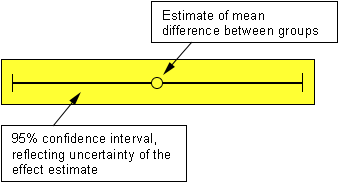 Estimate of mean
difference between groups
95% confidence interval,
reflecting uncertainty of the
effect estimate